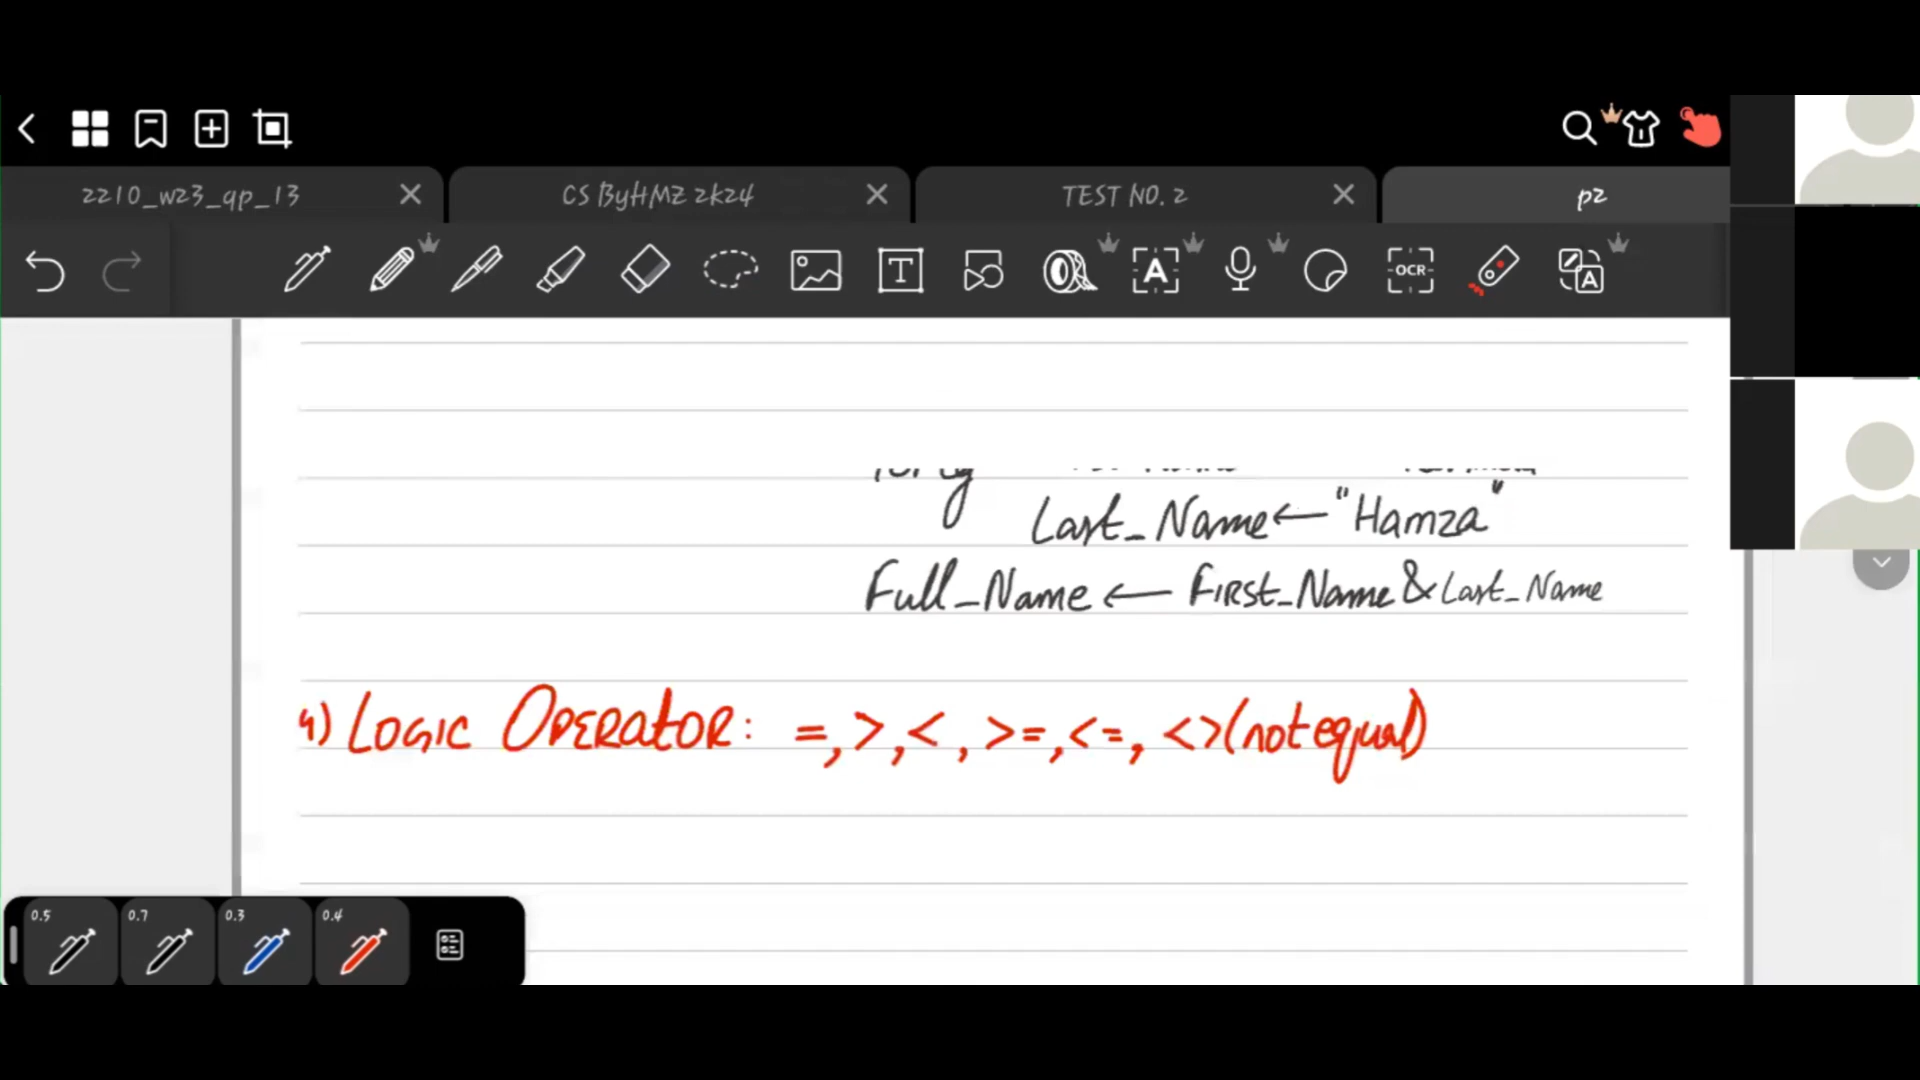 2210_w23_qp_13
CS ByHMZ 2k24
TEST NO. 2
p2
T
A
OCR
A
Last_Name ← "Hamza"
Full_Name ← First_Name & Last_Name
4) Logic Operator: =, >, <, >=, <=, <> (not equal)
0.5
0.7
0.3
0.4